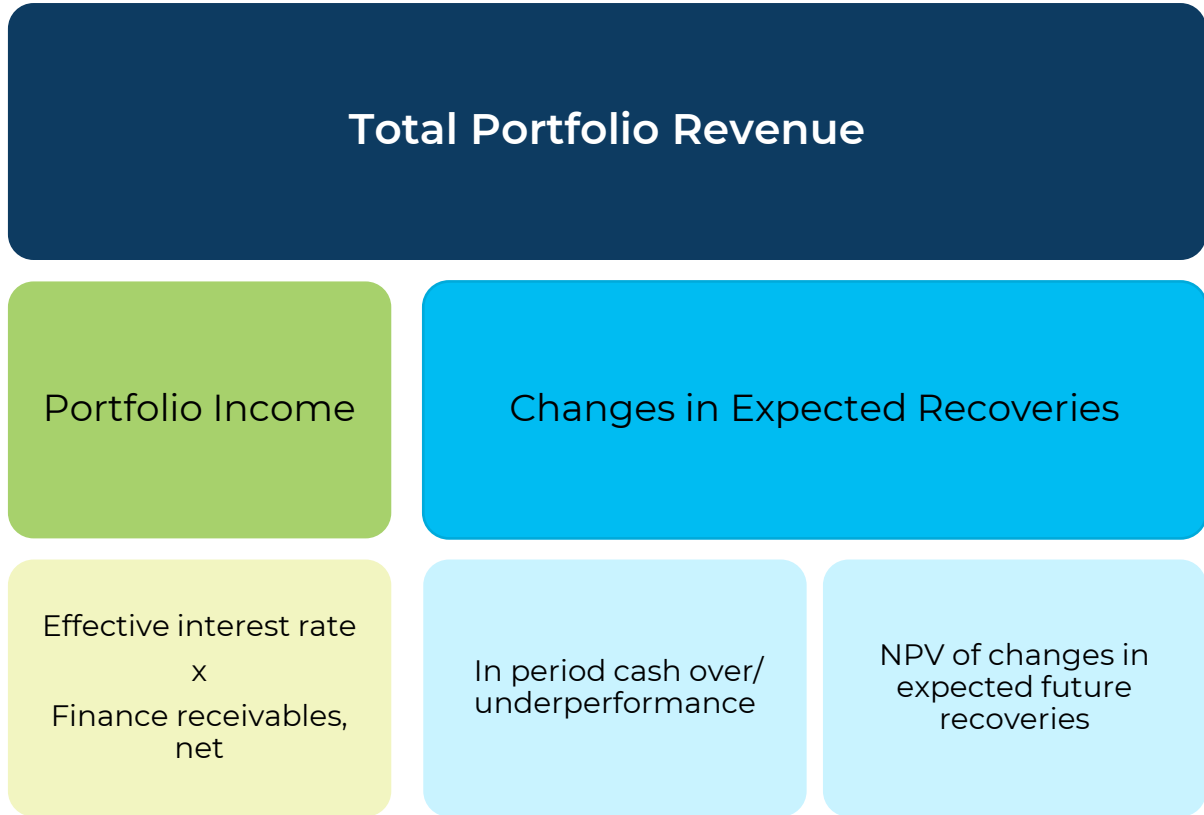 Total Portfolio Revenue
Portfolio Income
Changes in Expected Recoveries
Effective interest rate
x
Finance receivables,
net
In period cash over/
underperformance
NPV of changes in
expected future
recoveries